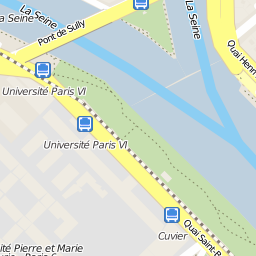 La Seine
La Seine
Pont de Sully
La Seine
Quai Henri
Université Paris VI
Université Paris VI
Cuvier
Quai Saint-B
ité Pierre et Marie